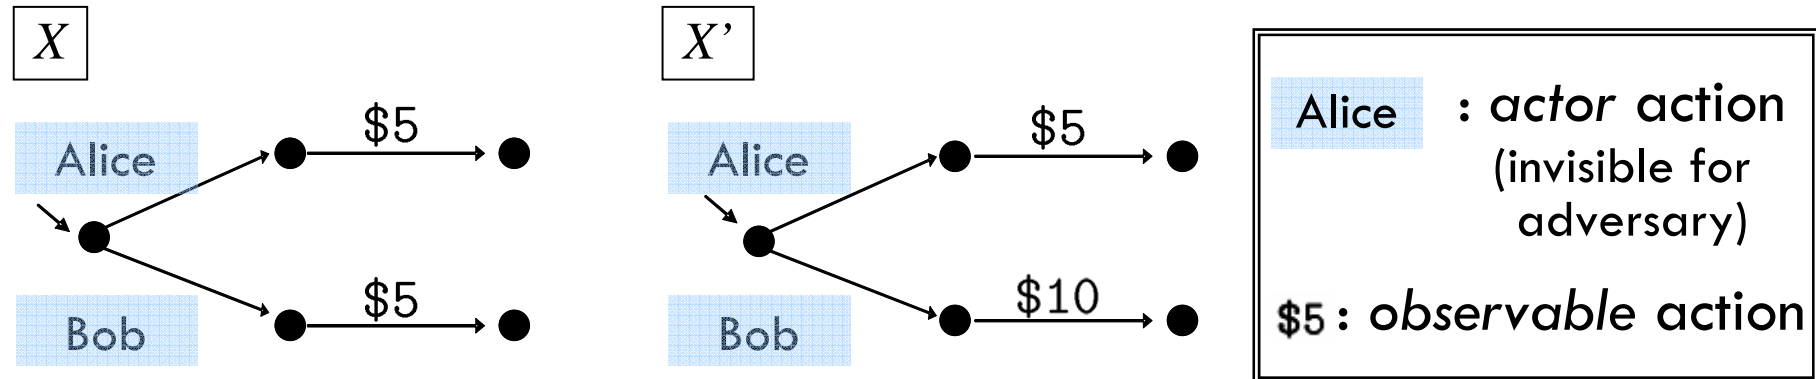 X
Alice
$5
Bob
$5
X’
Alice
$5
Bob
$10
Alice : actor action
(invisible for
adversary)
$5 : observable action